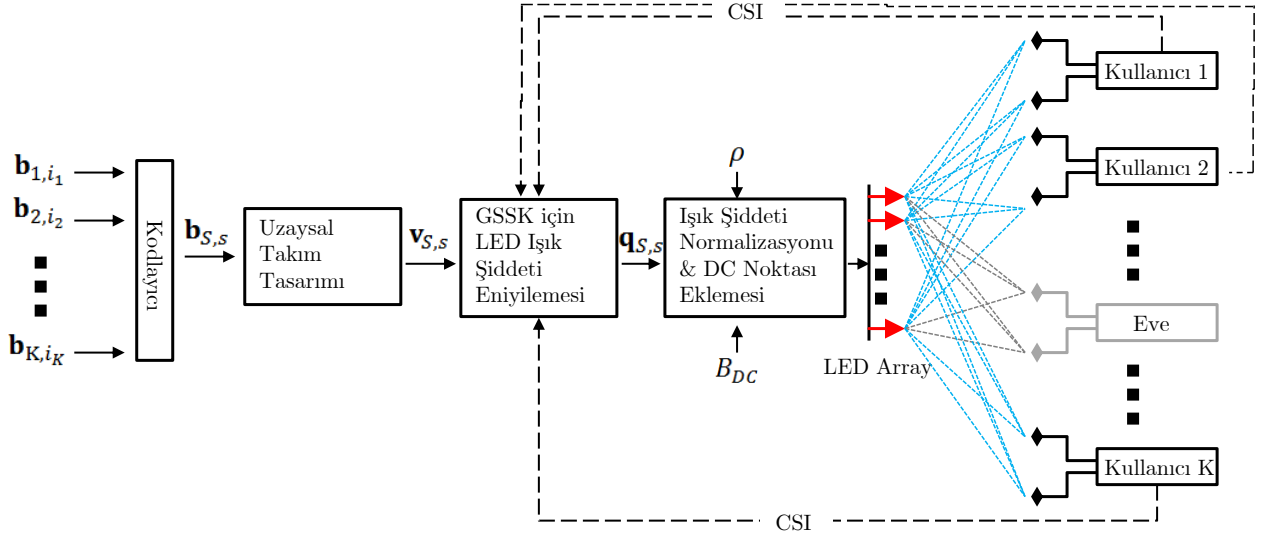 CSI
Kullanıcı 1
Kullanıcı 2
𝐛₁,ᵢ₁
𝐛₂,ᵢ₂
𝐛K,ᵢK
Kodlayıcı
𝐛S,s
Uzaysal
Takım
Tasarımı
𝐯S,s
GSSK için
LED Işık
Şiddeti
Eniyilemesi
𝐪S,s
ρ
Işık Şiddeti
Normalizasyonu
& DC Noktası
Eklemesi
B_DC
LED Array
Eve
Kullanıcı K
CSI